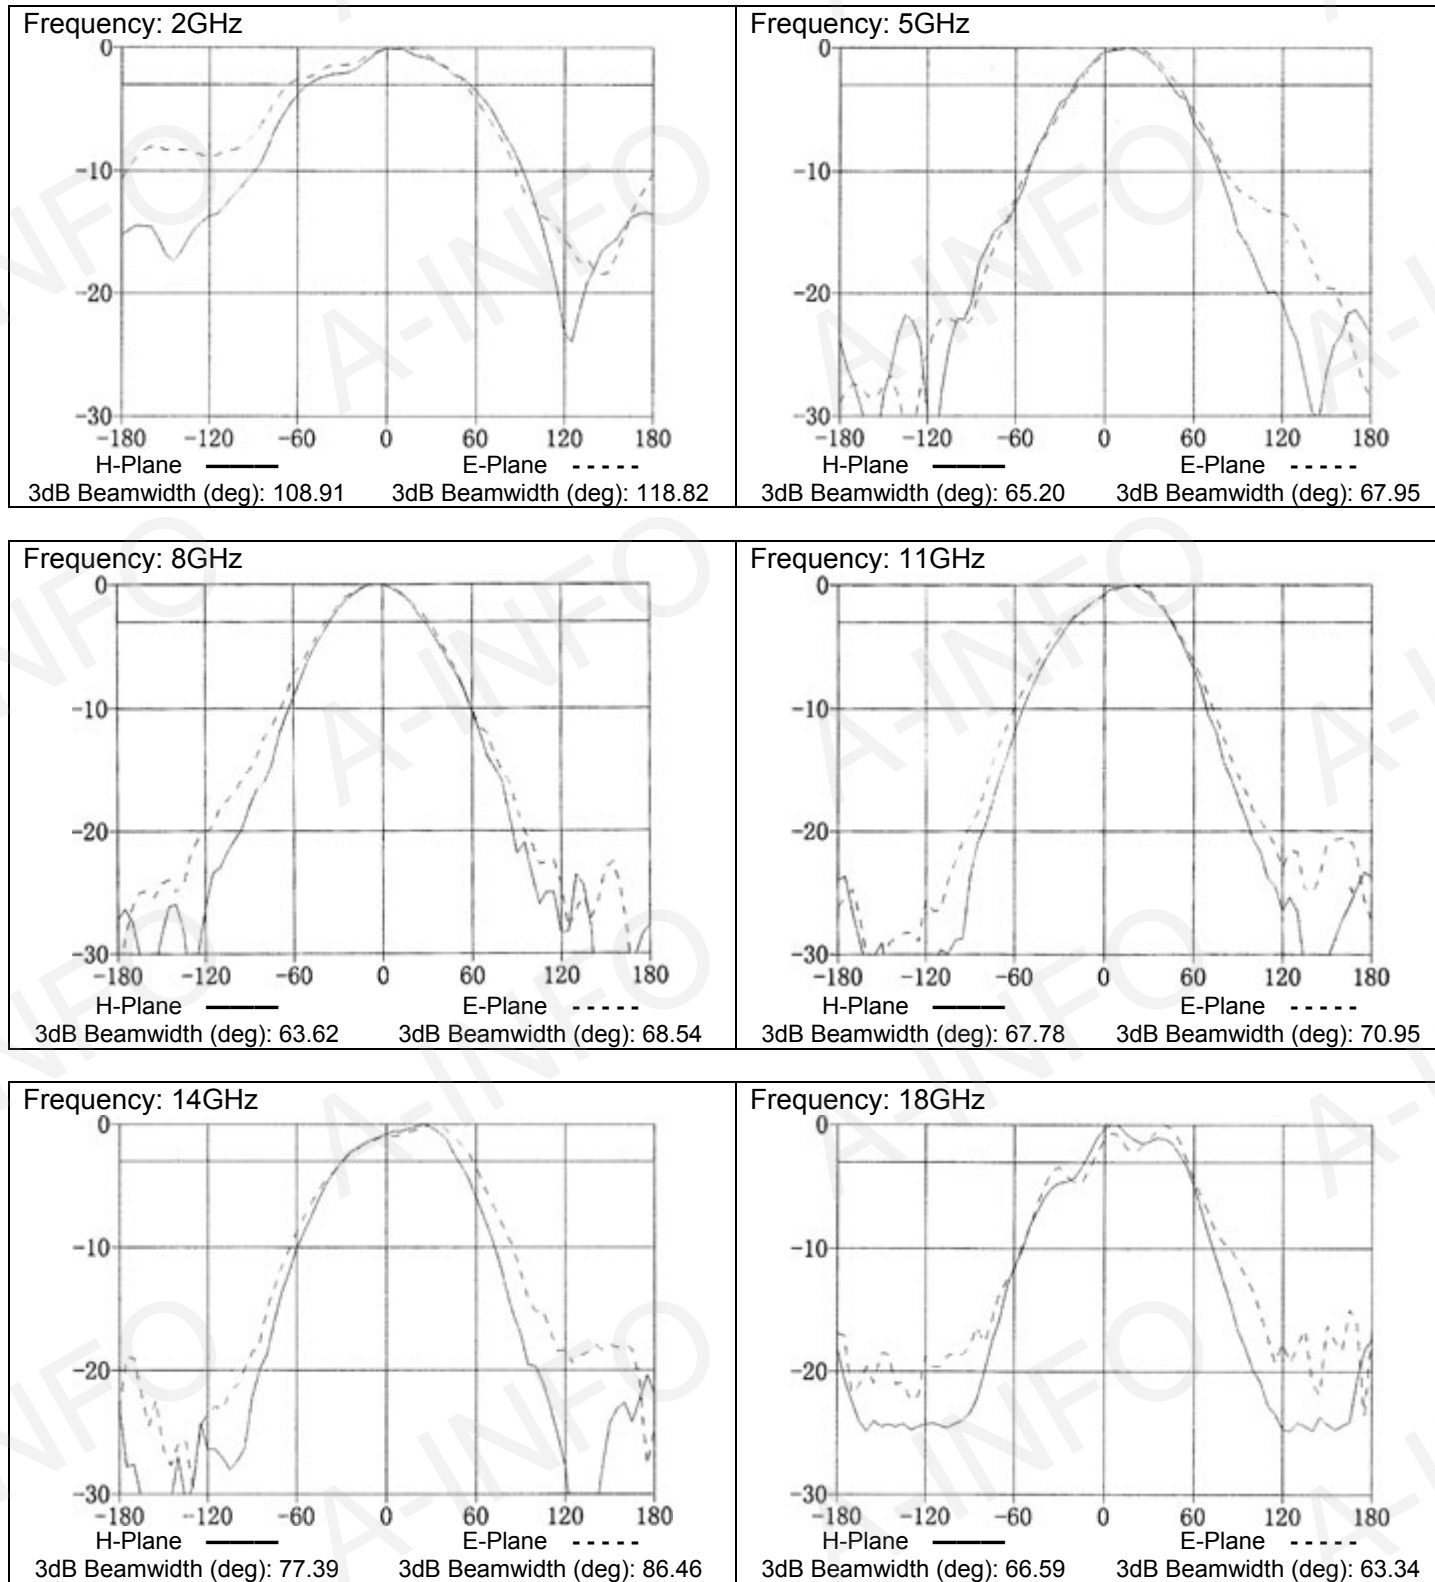 Frequency: 2GHz
0
-10
-20
-30
-180 -120 -60 0 60 120 180
H-Plane E-Plane
3dB Beamwidth (deg): 108.91 3dB Beamwidth (deg): 118.82
Frequency: 5GHz
0
-10
-20
-30
-180 -120 -60 0 60 120 180
H-Plane E-Plane
3dB Beamwidth (deg): 65.20 3dB Beamwidth (deg): 67.95
Frequency: 8GHz
0
-10
-20
-30
-180 -120 -60 0 60 120 180
H-Plane E-Plane
3dB Beamwidth (deg): 63.62 3dB Beamwidth (deg): 68.54
Frequency: 11GHz
0
-10
-20
-30
-180 -120 -60 0 60 120 180
H-Plane E-Plane
3dB Beamwidth (deg): 67.78 3dB Beamwidth (deg): 70.95
Frequency: 14GHz
0
-10
-20
-30
-180 -120 -60 0 60 120 180
H-Plane E-Plane
3dB Beamwidth (deg): 77.39 3dB Beamwidth (deg): 86.46
Frequency: 18GHz
0
-10
-20
-30
-180 -120 -60 0 60 120 180
H-Plane E-Plane
3dB Beamwidth (deg): 66.59 3dB Beamwidth (deg): 63.34
A-INFO
A-INFO
A-INFO
A-INFO
A-INFO
A-INFO